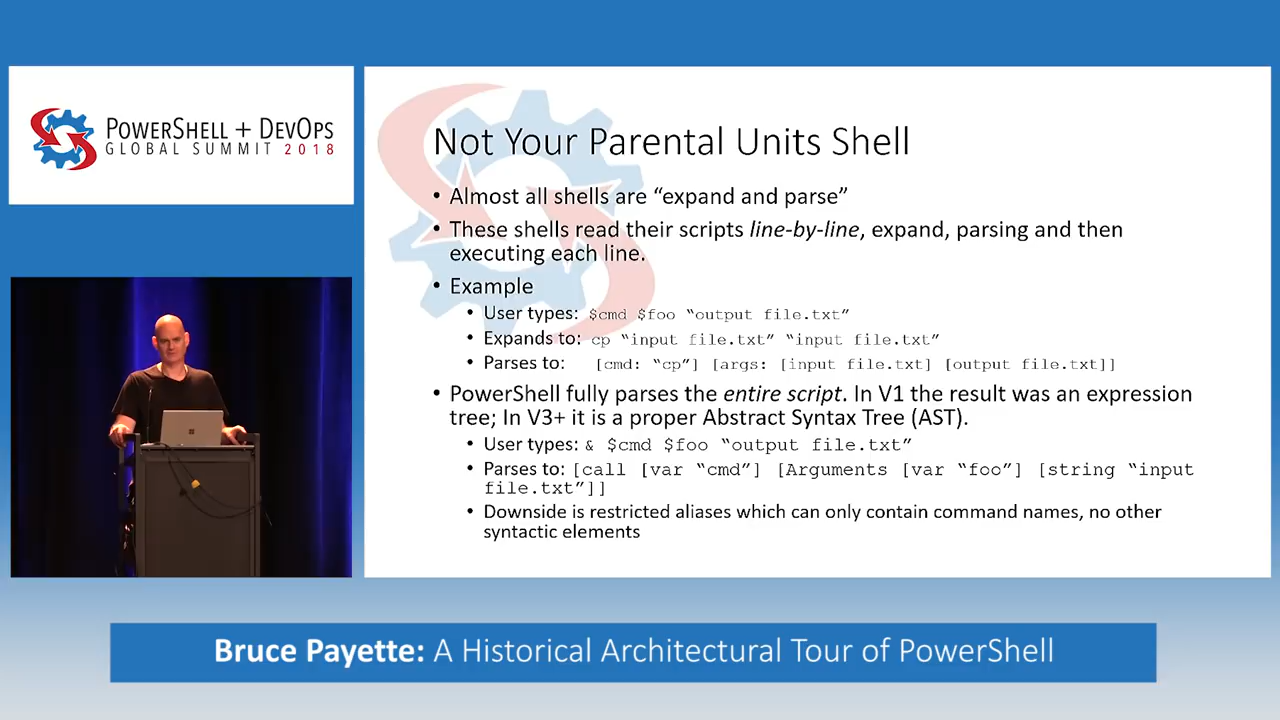 POWERSHELL + DEVOPS
GLOBAL SUMMIT 2018
Not Your Parental Units Shell
• Almost all shells are “expand and parse”
• These shells read their scripts line-by-line, expand, parsing and then
executing each line.
• Example
• User types: $cmd $foo “output file.txt”
• Expands to: cp “input file.txt” “input file.txt”
• Parses to: [cmd: “cp”] [args: [input file.txt] [output file.txt]]
• PowerShell fully parses the entire script. In V1 the result was an expression
tree; In V3+ it is a proper Abstract Syntax Tree (AST).
• User types: & $cmd $foo “output file.txt”
• Parses to: [call [var “cmd”] [Arguments [var “foo”] [string “input
file.txt”]]
• Downside is restricted aliases which can only contain command names, no other
syntactic elements
Bruce Payette: A Historical Architectural Tour of PowerShell